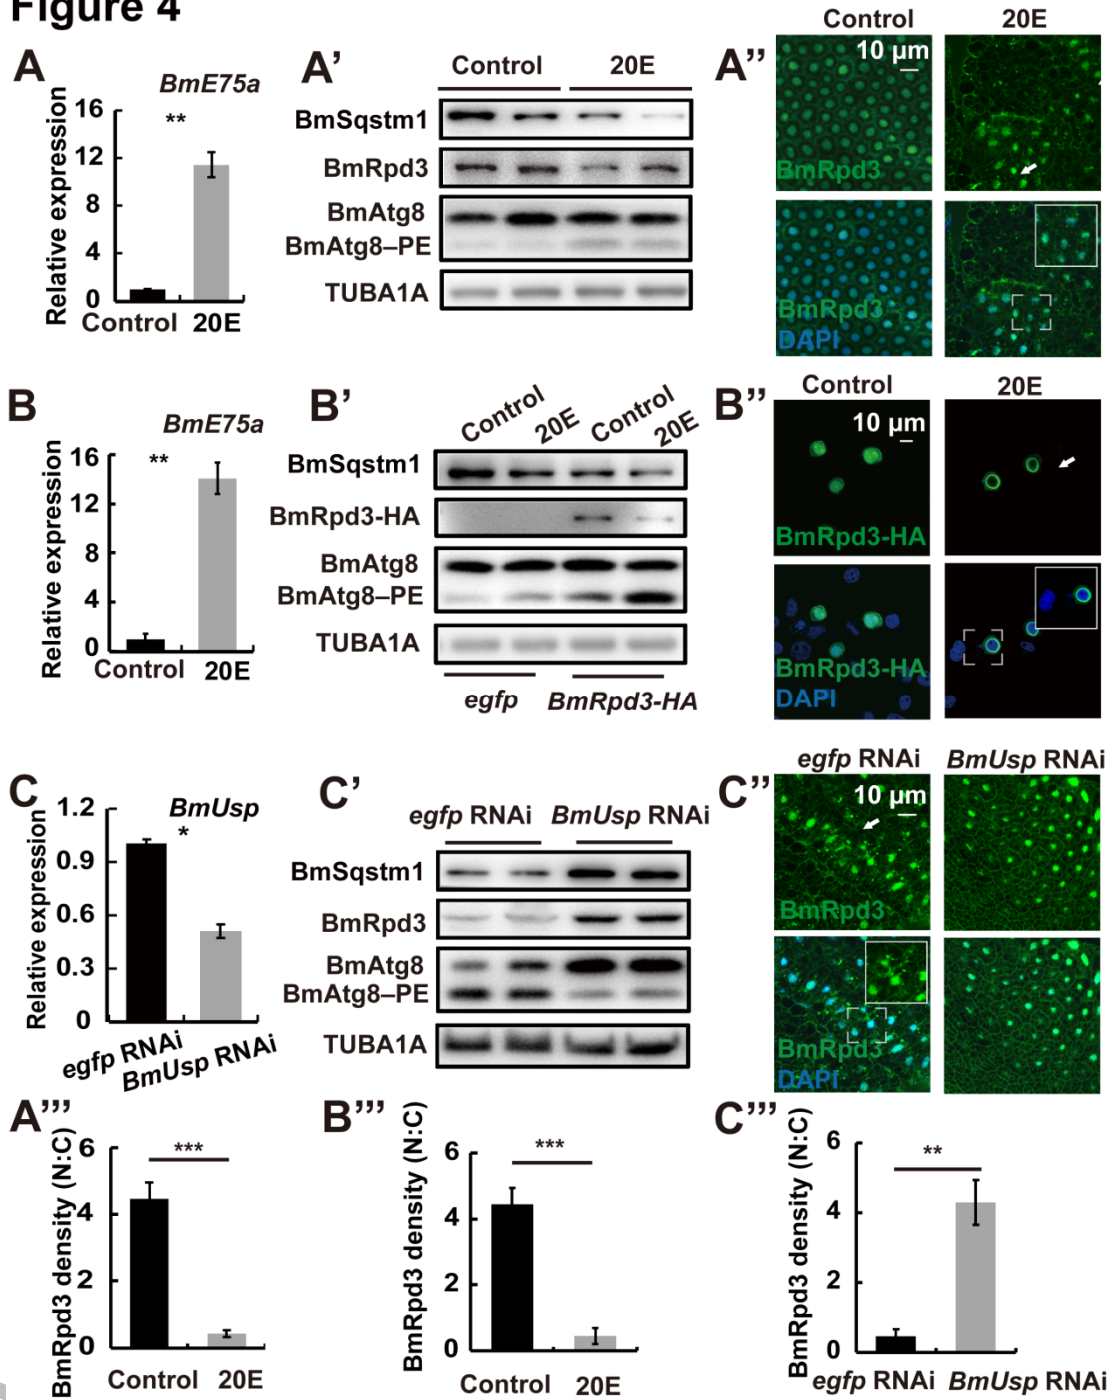 Figure 4
A
BmE75a
**
Relative expression
16
12
8
4
0
Control 20E
A'
Control 20E
BmSqstm1
BmRpd3
BmAtg8
BmAtg8–PE
TUBA1A
A''
Control 20E
10 μm
BmRpd3
BmRpd3
DAPI
B
BmE75a
**
Relative expression
16
12
8
4
0
Control 20E
B'
Control 20E Control 20E
BmSqstm1
BmRpd3-HA
BmAtg8
BmAtg8–PE
TUBA1A
egfp BmRpd3-HA
B''
Control 20E
10 μm
BmRpd3-HA
BmRpd3-HA
DAPI
C
BmUsp
*
Relative expression
1.2
0.9
0.6
0.3
0
egfp RNAi
BmUsp RNAi
C'
egfp RNAi BmUsp RNAi
BmSqstm1
BmRpd3
BmAtg8
BmAtg8–PE
TUBA1A
C''
egfp RNAi BmUsp RNAi
10 μm
BmRpd3
BmRpd3
DAPI
A'''
BmRpd3 density (N:C)
***
6
4
2
0
Control 20E
B'''
BmRpd3 density (N:C)
***
6
4
2
0
Control 20E
C'''
BmRpd3 density (N:C)
**
6
4
2
0
egfp RNAi BmUsp RNAi